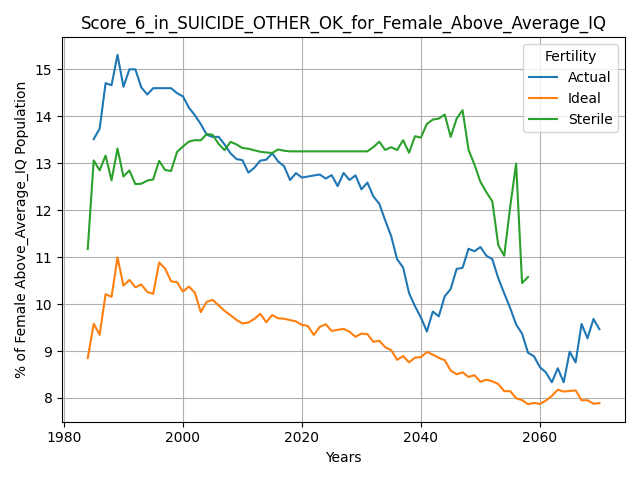 Score_6_in_SUICIDE_OTHER_OK_for_Female_Above_Average_IQ
% of Female Above_Average_IQ Population
15
14
13
12
11
10
9
8
Fertility
Actual
Ideal
Sterile
1980 2000 2020 2040 2060
Years